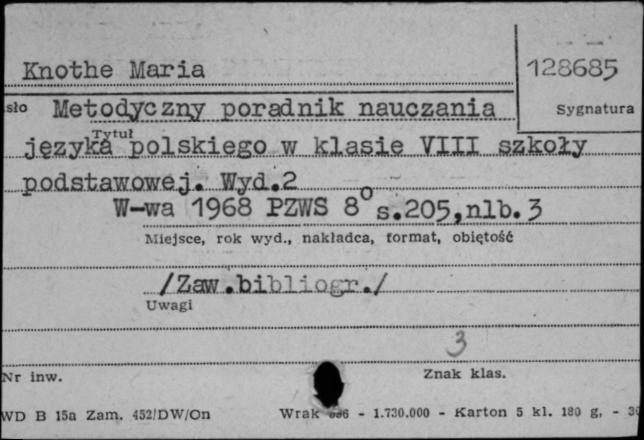 Knothe Maria
128685
sło Metodyczny poradnik nauczania
Sygnatura
Tytuł
języka polskiego w klasie VIII szkoły
podstawowej. Wyd.2
W-wa 1968 PZWS 8° s.205,nlb.3
Miejsce, rok wyd., nakładca, format, objętość
/Zaw.bibliogr./
Uwagi
3
Nr inw.
Znak klas.
WD B 15a Zam. 452/DW/On Wrak - 1.730.000 - Karton 5 kl. 180 g, -